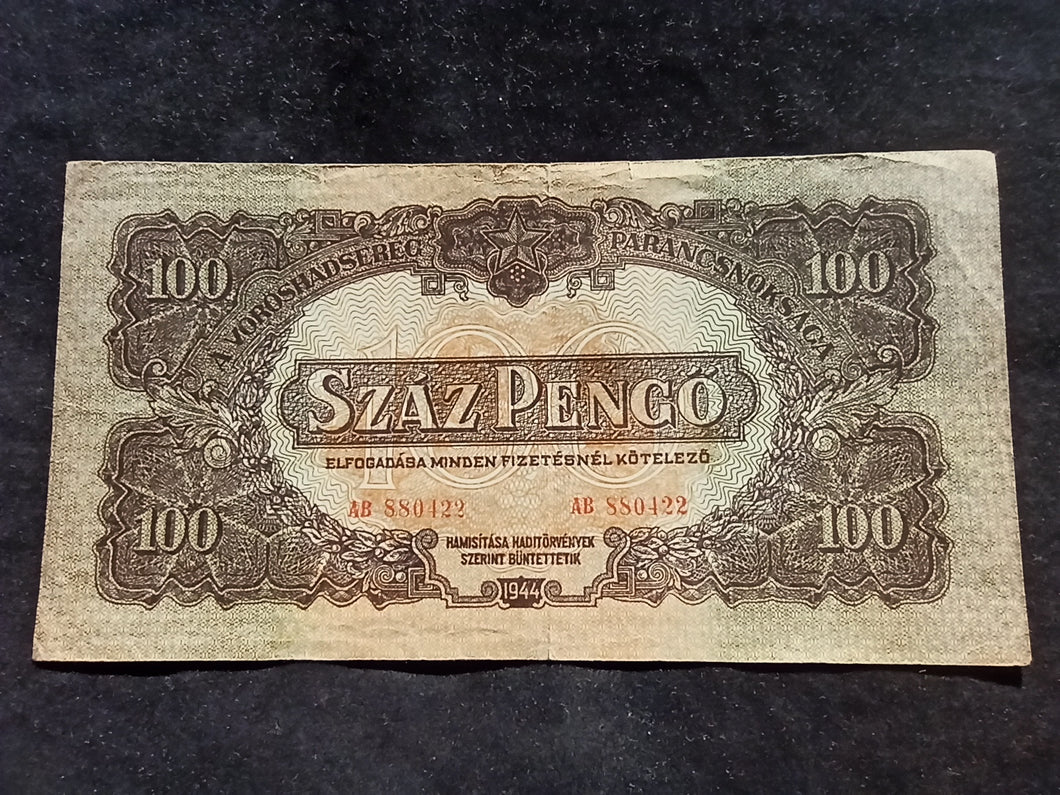 A VÖRÖSHADSEREG PARANCSNOKSÁGA
100 100
100
SZÁZ PENGŐ
ELFOGADÁSA MINDEN FIZETÉSNÉL KÖTELEZŐ
AB 880422 AB 880422
100 100
HAMISÍTÁSA HADITÖRVÉNYEK
SZERINT BÜNTETTETIK
1944